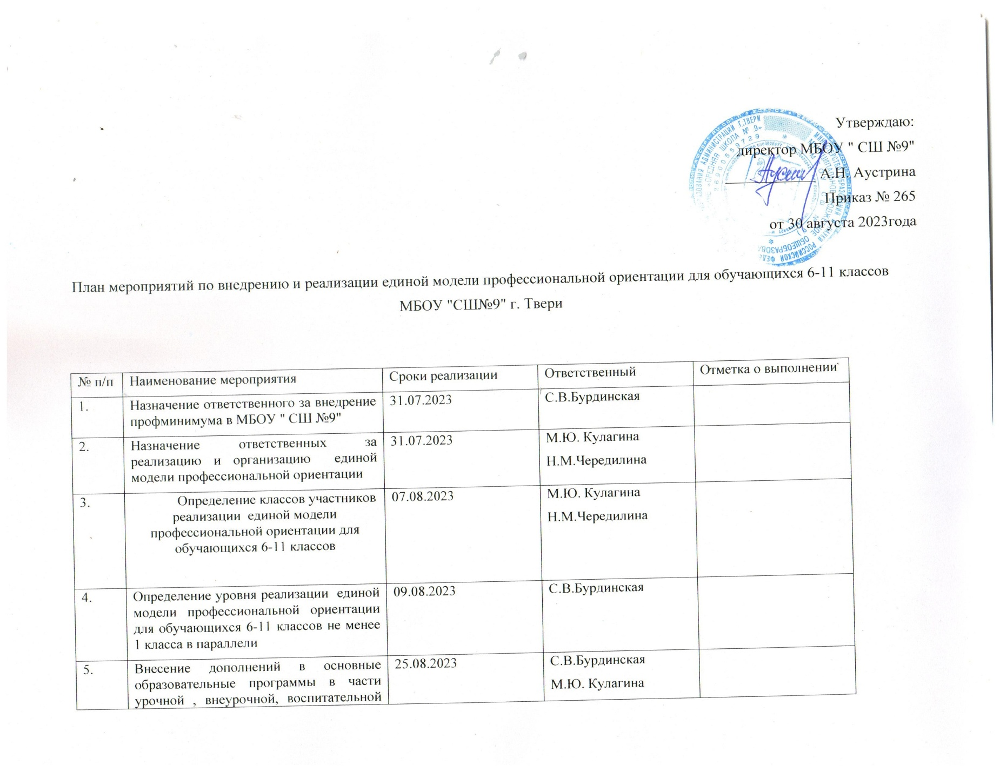 Утверждаю:
директор МБОУ " СШ №9"
А.Н. Аустрина
Приказ № 265
от 30 августа 2023года
План мероприятий по внедрению и реализации единой модели профессиональной ориентации для обучающихся 6-11 классов
МБОУ "СШ№9" г. Твери
№ п/п Наименование мероприятия Сроки реализации Ответственный Отметка о выполнении
1. Назначение ответственного за внедрение 31.07.2023 С.В.Бурдинская
профминимума в МБОУ " СШ №9"
2. Назначение ответственных за 31.07.2023 М.Ю. Кулагина
реализацию и организацию единой Н.М.Чередилина
модели профессиональной ориентации
3. Определение классов участников 07.08.2023 М.Ю. Кулагина
реализации единой модели Н.М.Чередилина
профессиональной ориентации для
обучающихся 6-11 классов
4. Определение уровня реализации единой 09.08.2023 С.В.Бурдинская
модели профессиональной ориентации
для обучающихся 6-11 классов не менее
1 класса в параллели
5. Внесение дополнений в основные 25.08.2023 С.В.Бурдинская
образовательные программы в части М.Ю. Кулагина
урочной , внеурочной, воспитательной